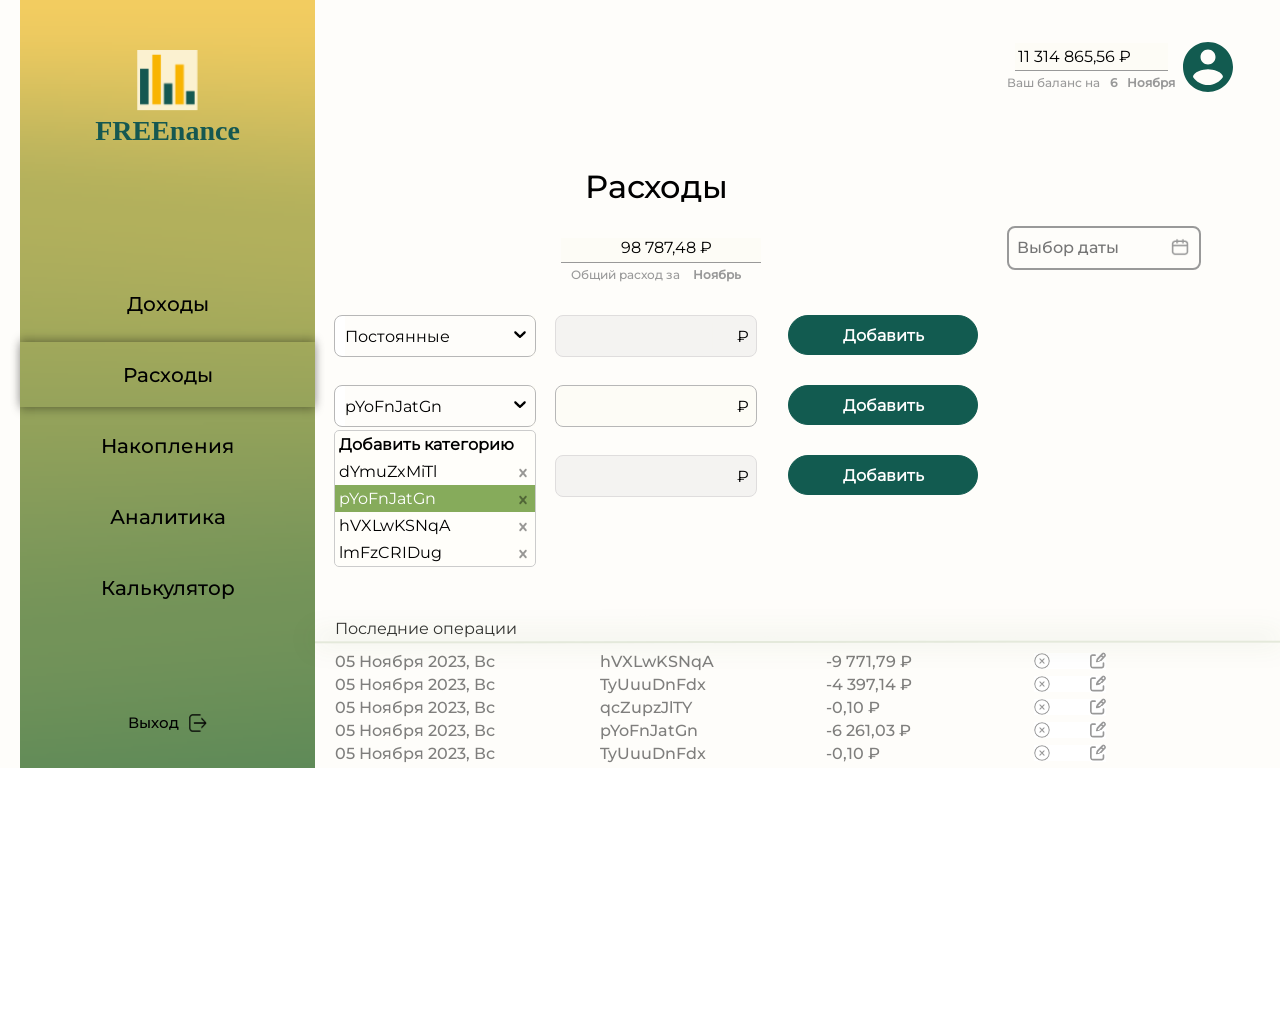 FREEnance
Доходы
Расходы
Накопления
Аналитика
Калькулятор
Выход
11 314 865,56 ₽
Ваш баланс на 6 Ноября
Расходы
98 787,48 ₽
Общий расход за Ноябрь
Выбор даты
Постоянные ₽ Добавить
pYoFnJatGn ₽ Добавить
Добавить категорию
dYmuZxMiTl x
₽ Добавить
pYoFnJatGn x
hVXLwKSNqA x
lmFzCRIDug x
Последние операции
05 Ноября 2023, Вс hVXLwKSNqA -9 771,79 ₽
05 Ноября 2023, Вс TyUuuDnFdx -4 397,14 ₽
05 Ноября 2023, Вс qcZupzJlTY -0,10 ₽
05 Ноября 2023, Вс pYoFnJatGn -6 261,03 ₽
05 Ноября 2023, Вс TyUuuDnFdx -0,10 ₽